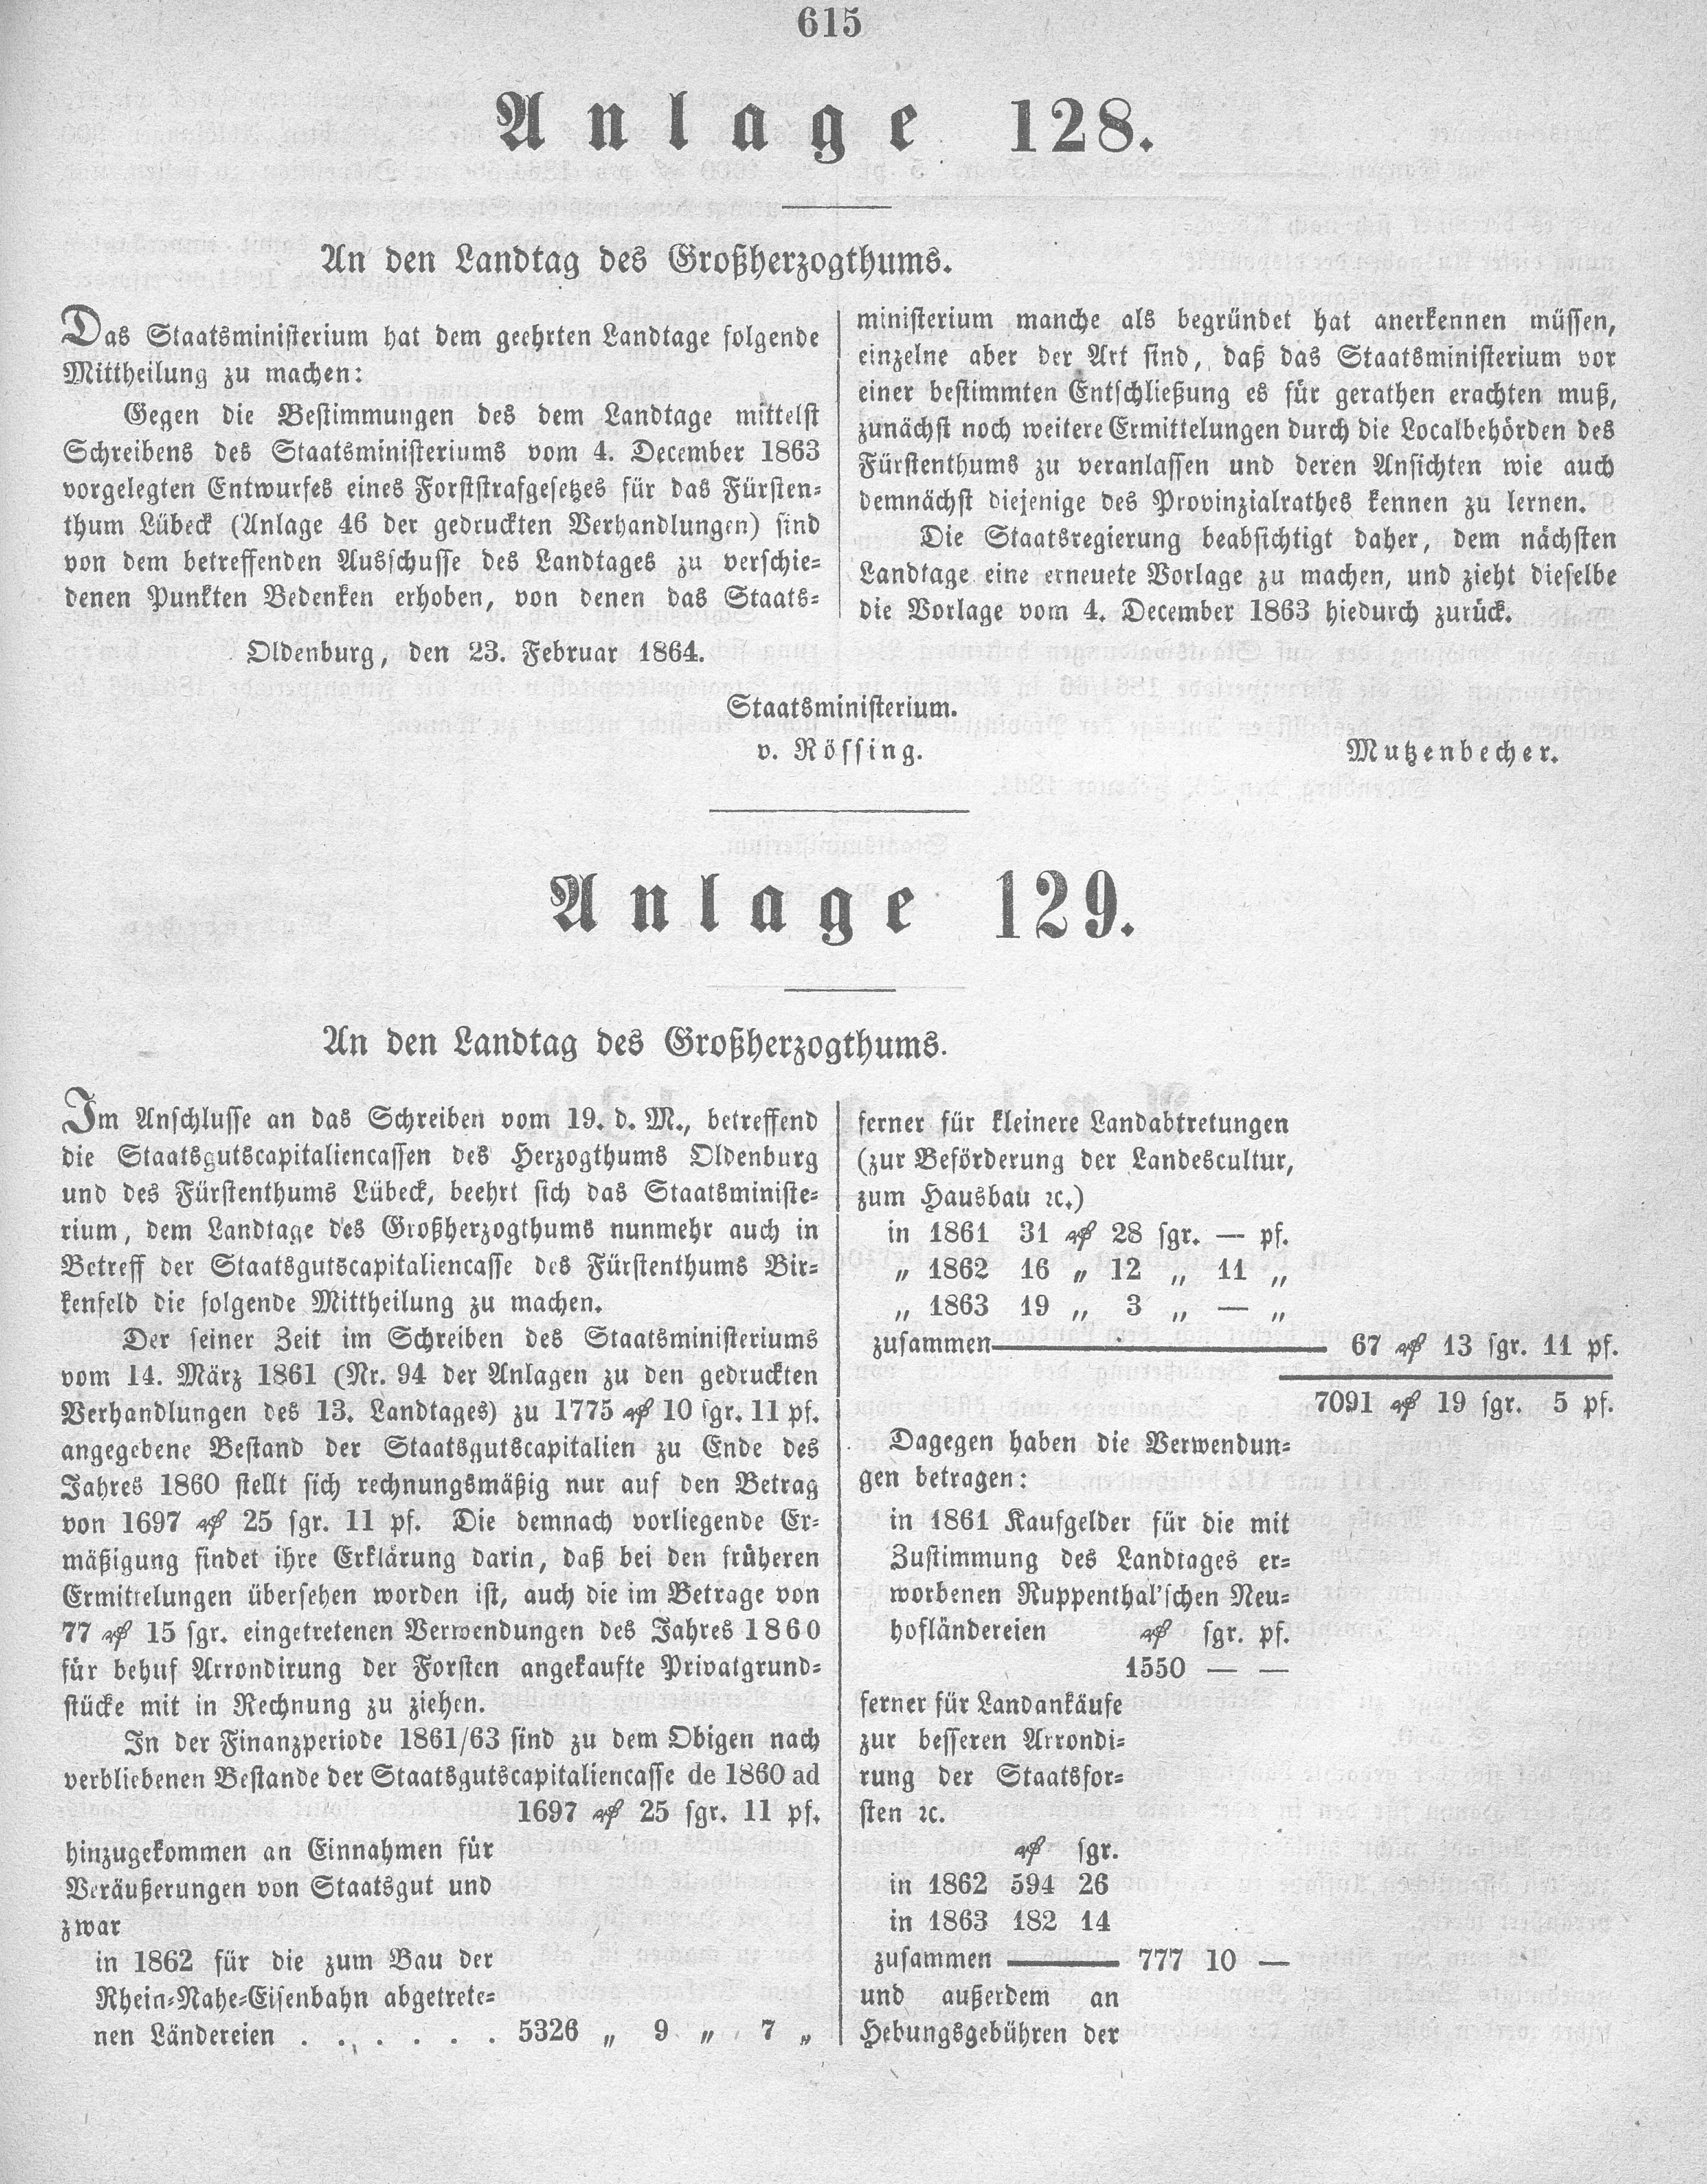 615
Anlage 128.
An den Landtag des Großherzogthums.
Das Staatsministerium hat dem geehrten Landtage folgende
Mittheilung zu machen:
Gegen die Bestimmungen des dem Landtage mittelst
Schreibens des Staatsministeriums vom 4. December 1863
vorgelegten Entwurfes eines Forststrafgesetzes für das Fürsten-
thum Lübeck (Anlage 46 der gedruckten Verhandlungen) sind
von dem betreffenden Ausschusse des Landtages zu verschie-
denen Punkten Bedenken erhoben, von denen das Staats-
ministerium manche als begründet hat anerkennen müssen,
einzelne aber der Art sind, daß das Staatsministerium vor
einer bestimmten Entschließung es für gerathen erachten muß,
zunächst noch weitere Ermittelungen durch die Localbehörden des
Fürstenthums zu veranlassen und deren Ansichten wie auch
demnächst diejenige des Provinzialrathes kennen zu lernen.
Die Staatsregierung beabsichtigt daher, dem nächsten
Landtage eine erneuete Vorlage zu machen, und zieht dieselbe
die Vorlage vom 4. December 1863 hiedurch zurück.
Oldenburg, den 23. Februar 1864.
Staatsministerium.
v. Rössing.
Mutzenbecher.
Anlage 129.
An den Landtag des Großherzogthums.
Im Anschlusse an das Schreiben vom 19. d. M., betreffend
die Staatsgutscapitaliencassen des Herzogthums Oldenburg
und des Fürstenthums Lübeck, beehrt sich das Staatsministe-
rium, dem Landtage des Großherzogthums nunmehr auch in
Betreff der Staatsgutscapitaliencasse des Fürstenthums Bir-
kenfeld die folgende Mittheilung zu machen.
Der seiner Zeit im Schreiben des Staatsministeriums
vom 14. März 1861 (Nr. 94 der Anlagen zu den gedruckten
Verhandlungen des 13. Landtages) zu 1775 ₰ 10 sgr. 11 pf.
angegebene Bestand der Staatsgutscapitalien zu Ende des
Jahres 1860 stellt sich rechnungsmäßig nur auf den Betrag
von 1697 ₰ 25 sgr. 11 pf. Die demnach vorliegende Er-
mäßigung findet ihre Erklärung darin, daß bei den früheren
Ermittelungen übersehen worden ist, auch die im Betrage von
77 ₰ 15 sgr. eingetretenen Verwendungen des Jahres 1860
für behuf Arrondirung der Forsten angekaufte Privatgrund-
stücke mit in Rechnung zu ziehen.
In der Finanzperiode 1861/63 sind zu dem Obigen nach
verbliebenen Bestande der Staatsgutscapitaliencasse de 1860 ad
1697 ₰ 25 sgr. 11 pf.
hinzugekommen an Einnahmen für
Veräußerungen von Staatsgut und
zwar
in 1862 für die zum Bau der
Rhein-Nahe-Eisenbahn abgetrete-
nen Ländereien . . . . . . 5326 „ 9 „ 7 „
ferner für kleinere Landabtretungen
(zur Beförderung der Landescultur,
zum Hausbau ꝛc.)
in 1861 31 ₰ 28 sgr. — pf.
„ 1862 16 „ 12 „ 11 „
„ 1863 19 „ 3 „ — „
zusammen 67 ₰ 13 sgr. 11 pf.
7091 ₰ 19 sgr. 5 pf.
Dagegen haben die Verwendun-
gen betragen:
in 1861 Kaufgelder für die mit
Zustimmung des Landtages er-
worbenen Ruppenthal'schen Neu-
hofländereien ₰ sgr. pf.
1550 — —
ferner für Landankäufe
zur besseren Arrondi-
rung der Staatsfor-
sten ꝛc.
₰ sgr.
in 1862 594 26
in 1863 182 14
zusammen 777 10 —
und außerdem an
Hebungsgebühren der